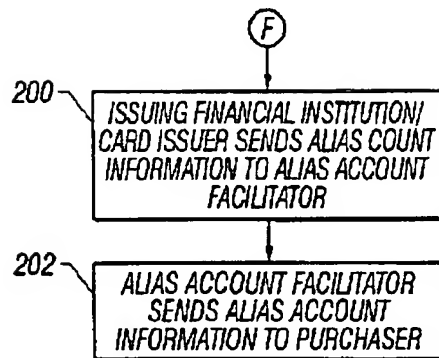 F
200
ISSUING FINANCIAL INSTITUTION/
CARD ISSUER SENDS ALIAS COUNT
INFORMATION TO ALIAS ACCOUNT
FACILITATOR
202
ALIAS ACCOUNT FACILITATOR
SENDS ALIAS ACCOUNT
INFORMATION TO PURCHASER